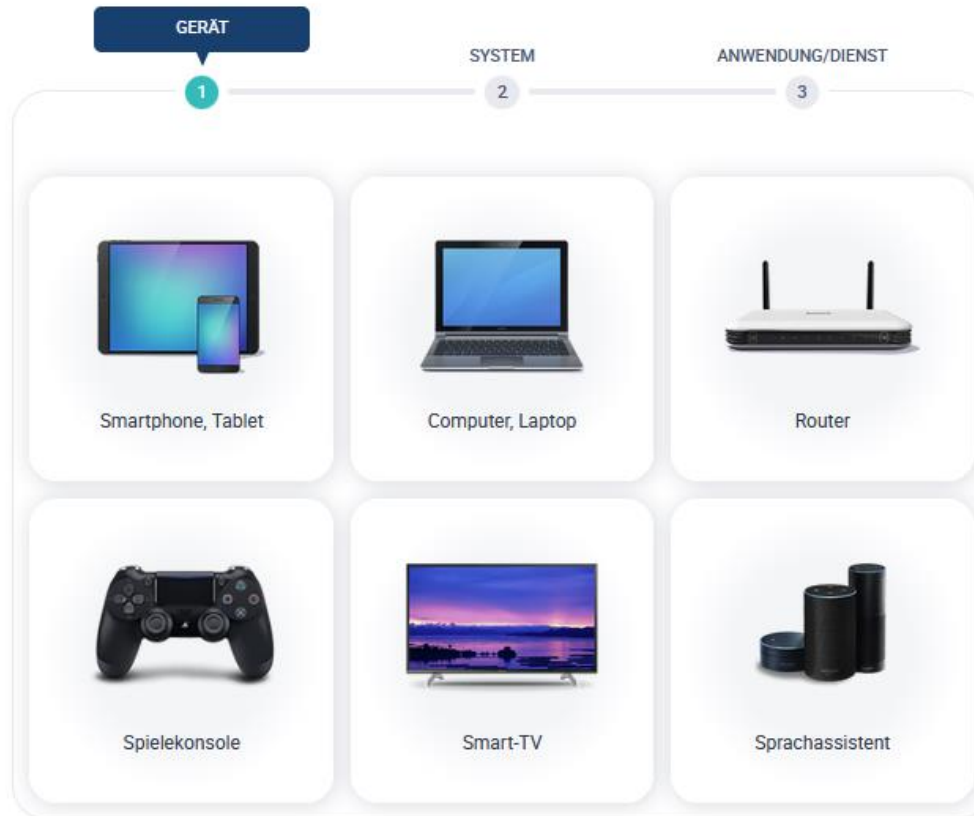 GERÄT
SYSTEM
ANWENDUNG/DIENST
1
2
3
Smartphone, Tablet
Computer, Laptop
Router
Spielekonsole
Smart-TV
Sprachassistent